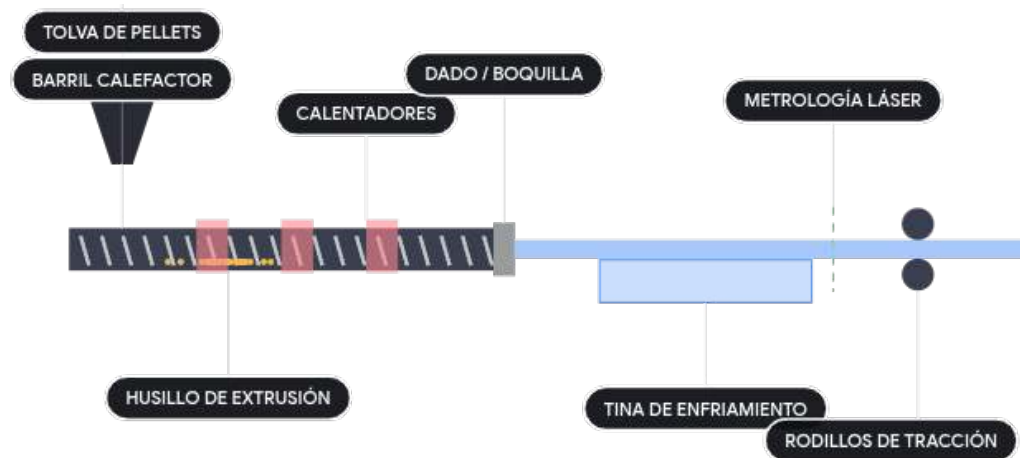 TOLVA DE PELLETS
BARRIL CALEFACTOR
DADO / BOQUILLA
CALENTADORES
METROLOGÍA LÁSER
HUSILLO DE EXTRUSIÓN
TINA DE ENFRIAMIENTO
RODILLOS DE TRACCIÓN